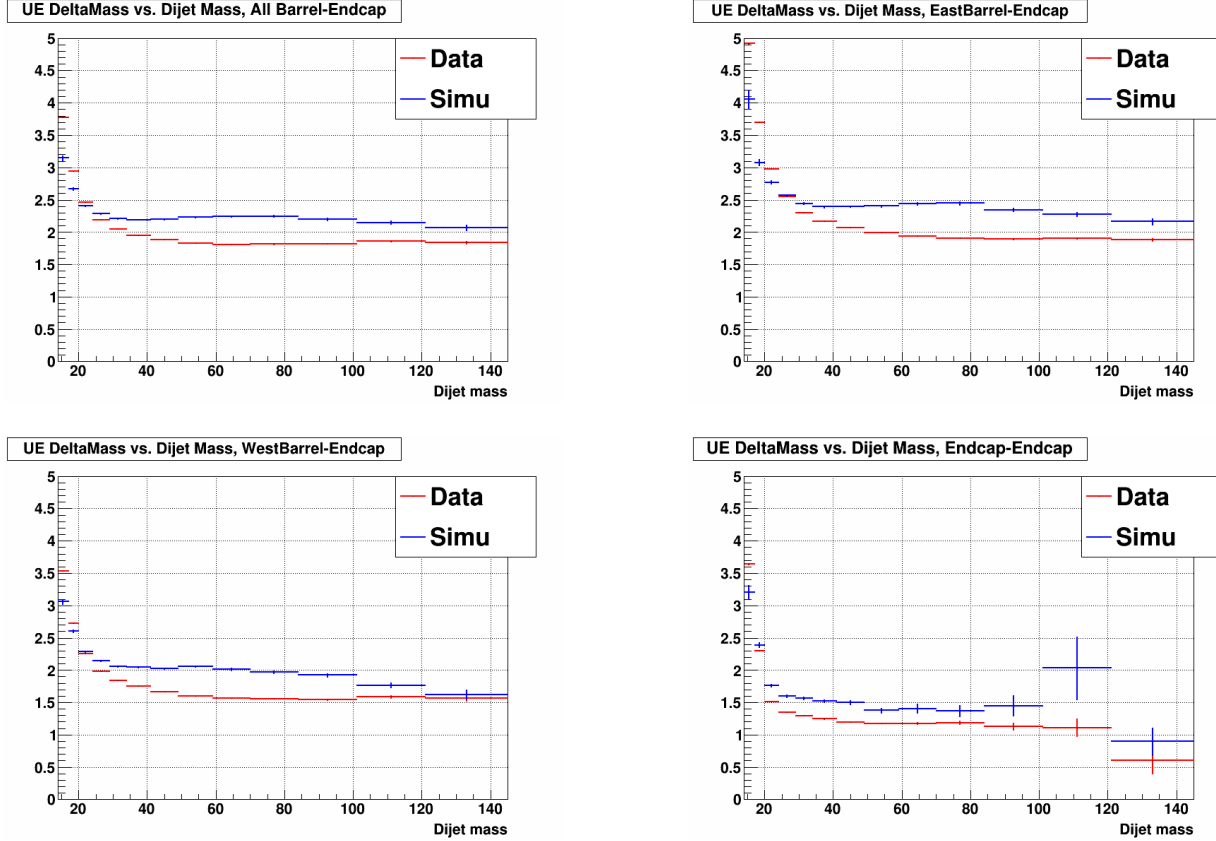 UE DeltaMass vs. Dijet Mass, All Barrel-Endcap
5
4.5
4
3.5
3
2.5
2
1.5
1
0.5
0
20 40 60 80 100 120 140
Dijet mass
Data
Simu
UE DeltaMass vs. Dijet Mass, EastBarrel-Endcap
5
4.5
4
3.5
3
2.5
2
1.5
1
0.5
0
20 40 60 80 100 120 140
Dijet mass
Data
Simu
UE DeltaMass vs. Dijet Mass, WestBarrel-Endcap
5
4.5
4
3.5
3
2.5
2
1.5
1
0.5
0
20 40 60 80 100 120 140
Dijet mass
Data
Simu
UE DeltaMass vs. Dijet Mass, Endcap-Endcap
5
4.5
4
3.5
3
2.5
2
1.5
1
0.5
0
20 40 60 80 100 120 140
Dijet mass
Data
Simu